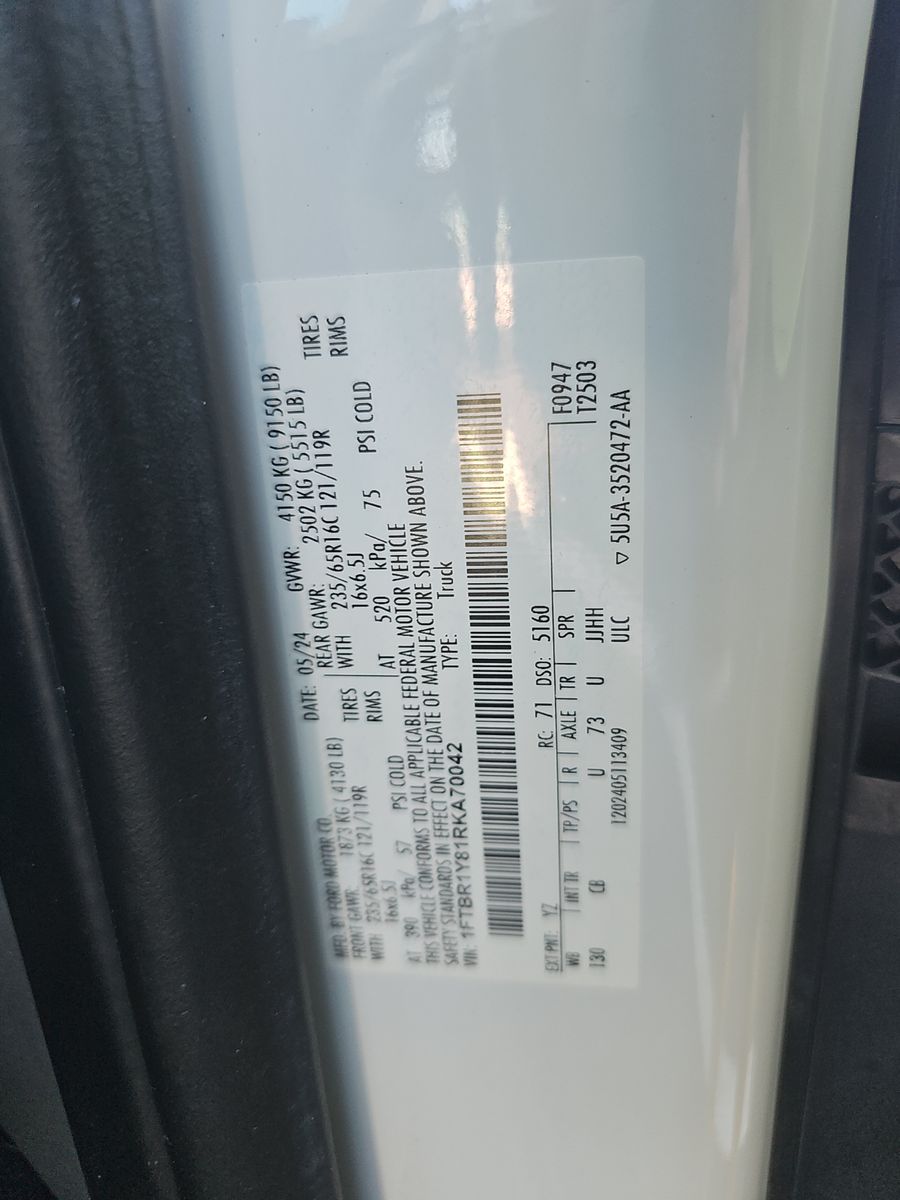 MFD. BY FORD MOTOR CO.
DATE: 05/24 GVWR: 4150 KG ( 9150 LB)
FRONT GAWR: 1873 KG ( 4130 LB) REAR GAWR: 2502 KG ( 5515 LB)
WITH 235/65R16C 121/119R TIRES WITH 235/65R16C 121/119R TIRES
16x6.5J RIMS 16x6.5J RIMS
AT 390 kPa/ 57 PSI COLD AT 520 kPa/ 75 PSI COLD
THIS VEHICLE CONFORMS TO ALL APPLICABLE FEDERAL MOTOR VEHICLE
SAFETY STANDARDS IN EFFECT ON THE DATE OF MANUFACTURE SHOWN ABOVE.
VIN: 1FTBR1Y81RKA70042 TYPE: Truck
EXT PNT: YZ RC: 71 DSO: 5160 F0947
WB INT TR TP/PS R AXLE TR SPR T2503
130 CB U 73 U JJHH
1202405113409 ULC ▽ 5U5A-3520472-AA